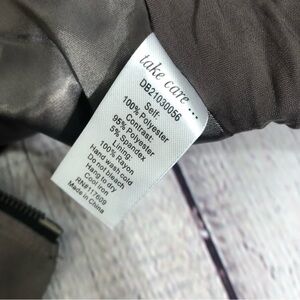 take care...
DB21030056
Self:
100% Polyester
Contrast:
95% Polyester
5% Spandex
Lining:
100% Rayon
Hand wash cold
Do not bleach
Hang to dry
Cool iron
RN#117609
Made in China